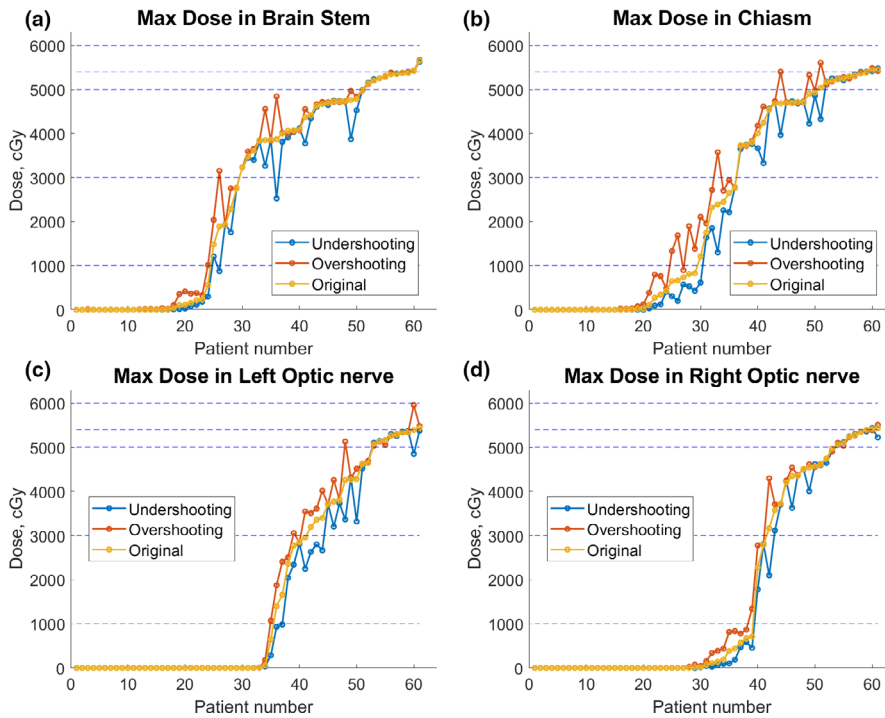 (a) Max Dose in Brain Stem
Dose, cGy
6000
5000
4000
3000
2000
1000
0
Undershooting
Overshooting
Original
0 10 20 30 40 50 60
Patient number
(b) Max Dose in Chiasm
Dose, cGy
6000
5000
4000
3000
2000
1000
0
Undershooting
Overshooting
Original
0 10 20 30 40 50 60
Patient number
(c) Max Dose in Left Optic nerve
Dose, cGy
6000
5000
4000
3000
2000
1000
0
Undershooting
Overshooting
Original
0 10 20 30 40 50 60
Patient number
(d) Max Dose in Right Optic nerve
Dose, cGy
6000
5000
4000
3000
2000
1000
0
Undershooting
Overshooting
Original
0 10 20 30 40 50 60
Patient number